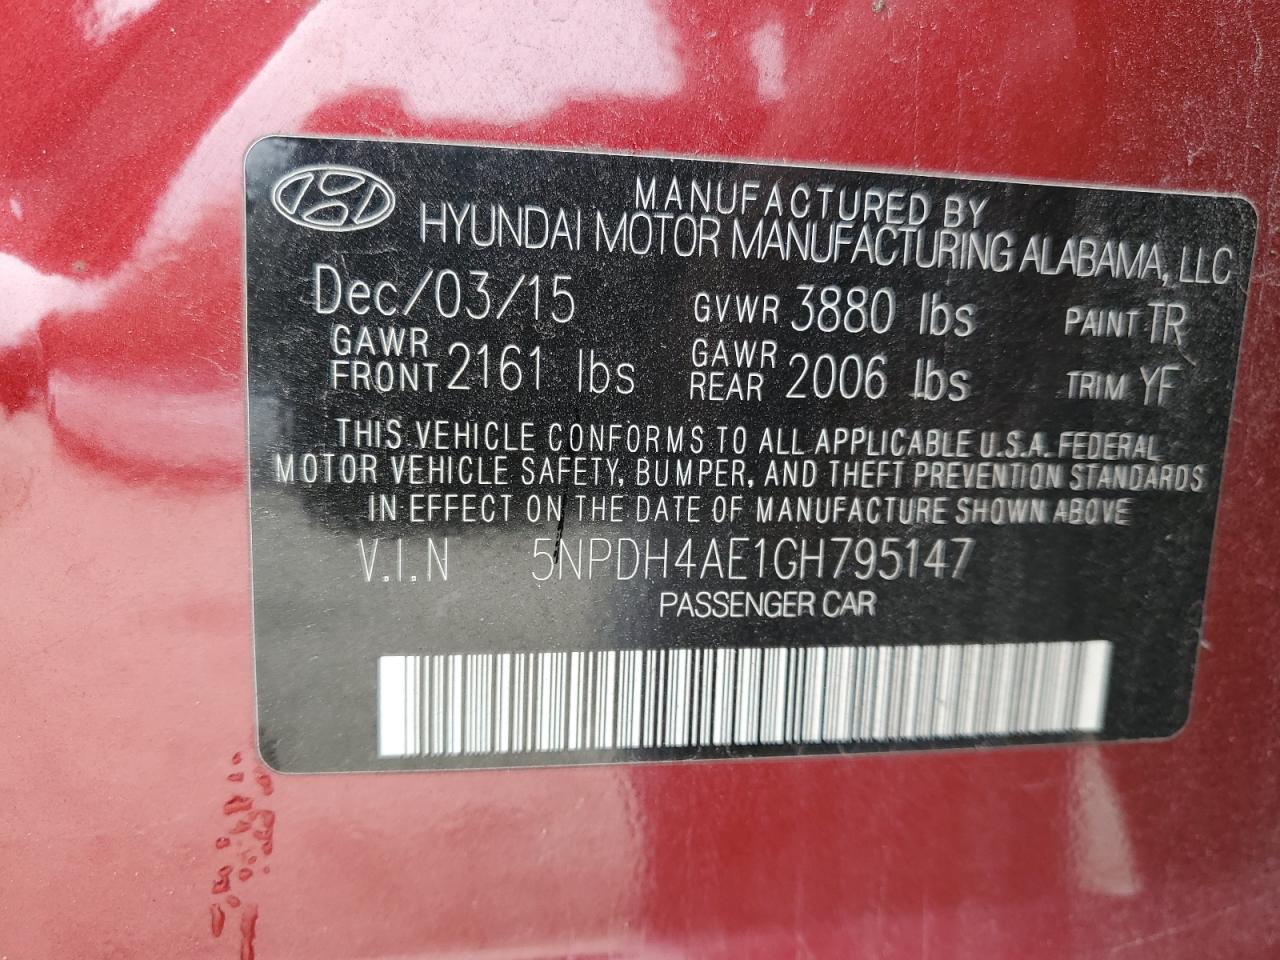 MANUFACTURED BY
HYUNDAI MOTOR MANUFACTURING ALABAMA, LLC
Dec/03/15 GVWR 3880 lbs PAINT TR
GAWR FRONT 2161 lbs GAWR REAR 2006 lbs TRIM YF
THIS VEHICLE CONFORMS TO ALL APPLICABLE U.S.A. FEDERAL
MOTOR VEHICLE SAFETY, BUMPER, AND THEFT PREVENTION STANDARDS
IN EFFECT ON THE DATE OF MANUFACTURE SHOWN ABOVE
V.I.N 5NPDH4AE1GH795147
PASSENGER CAR